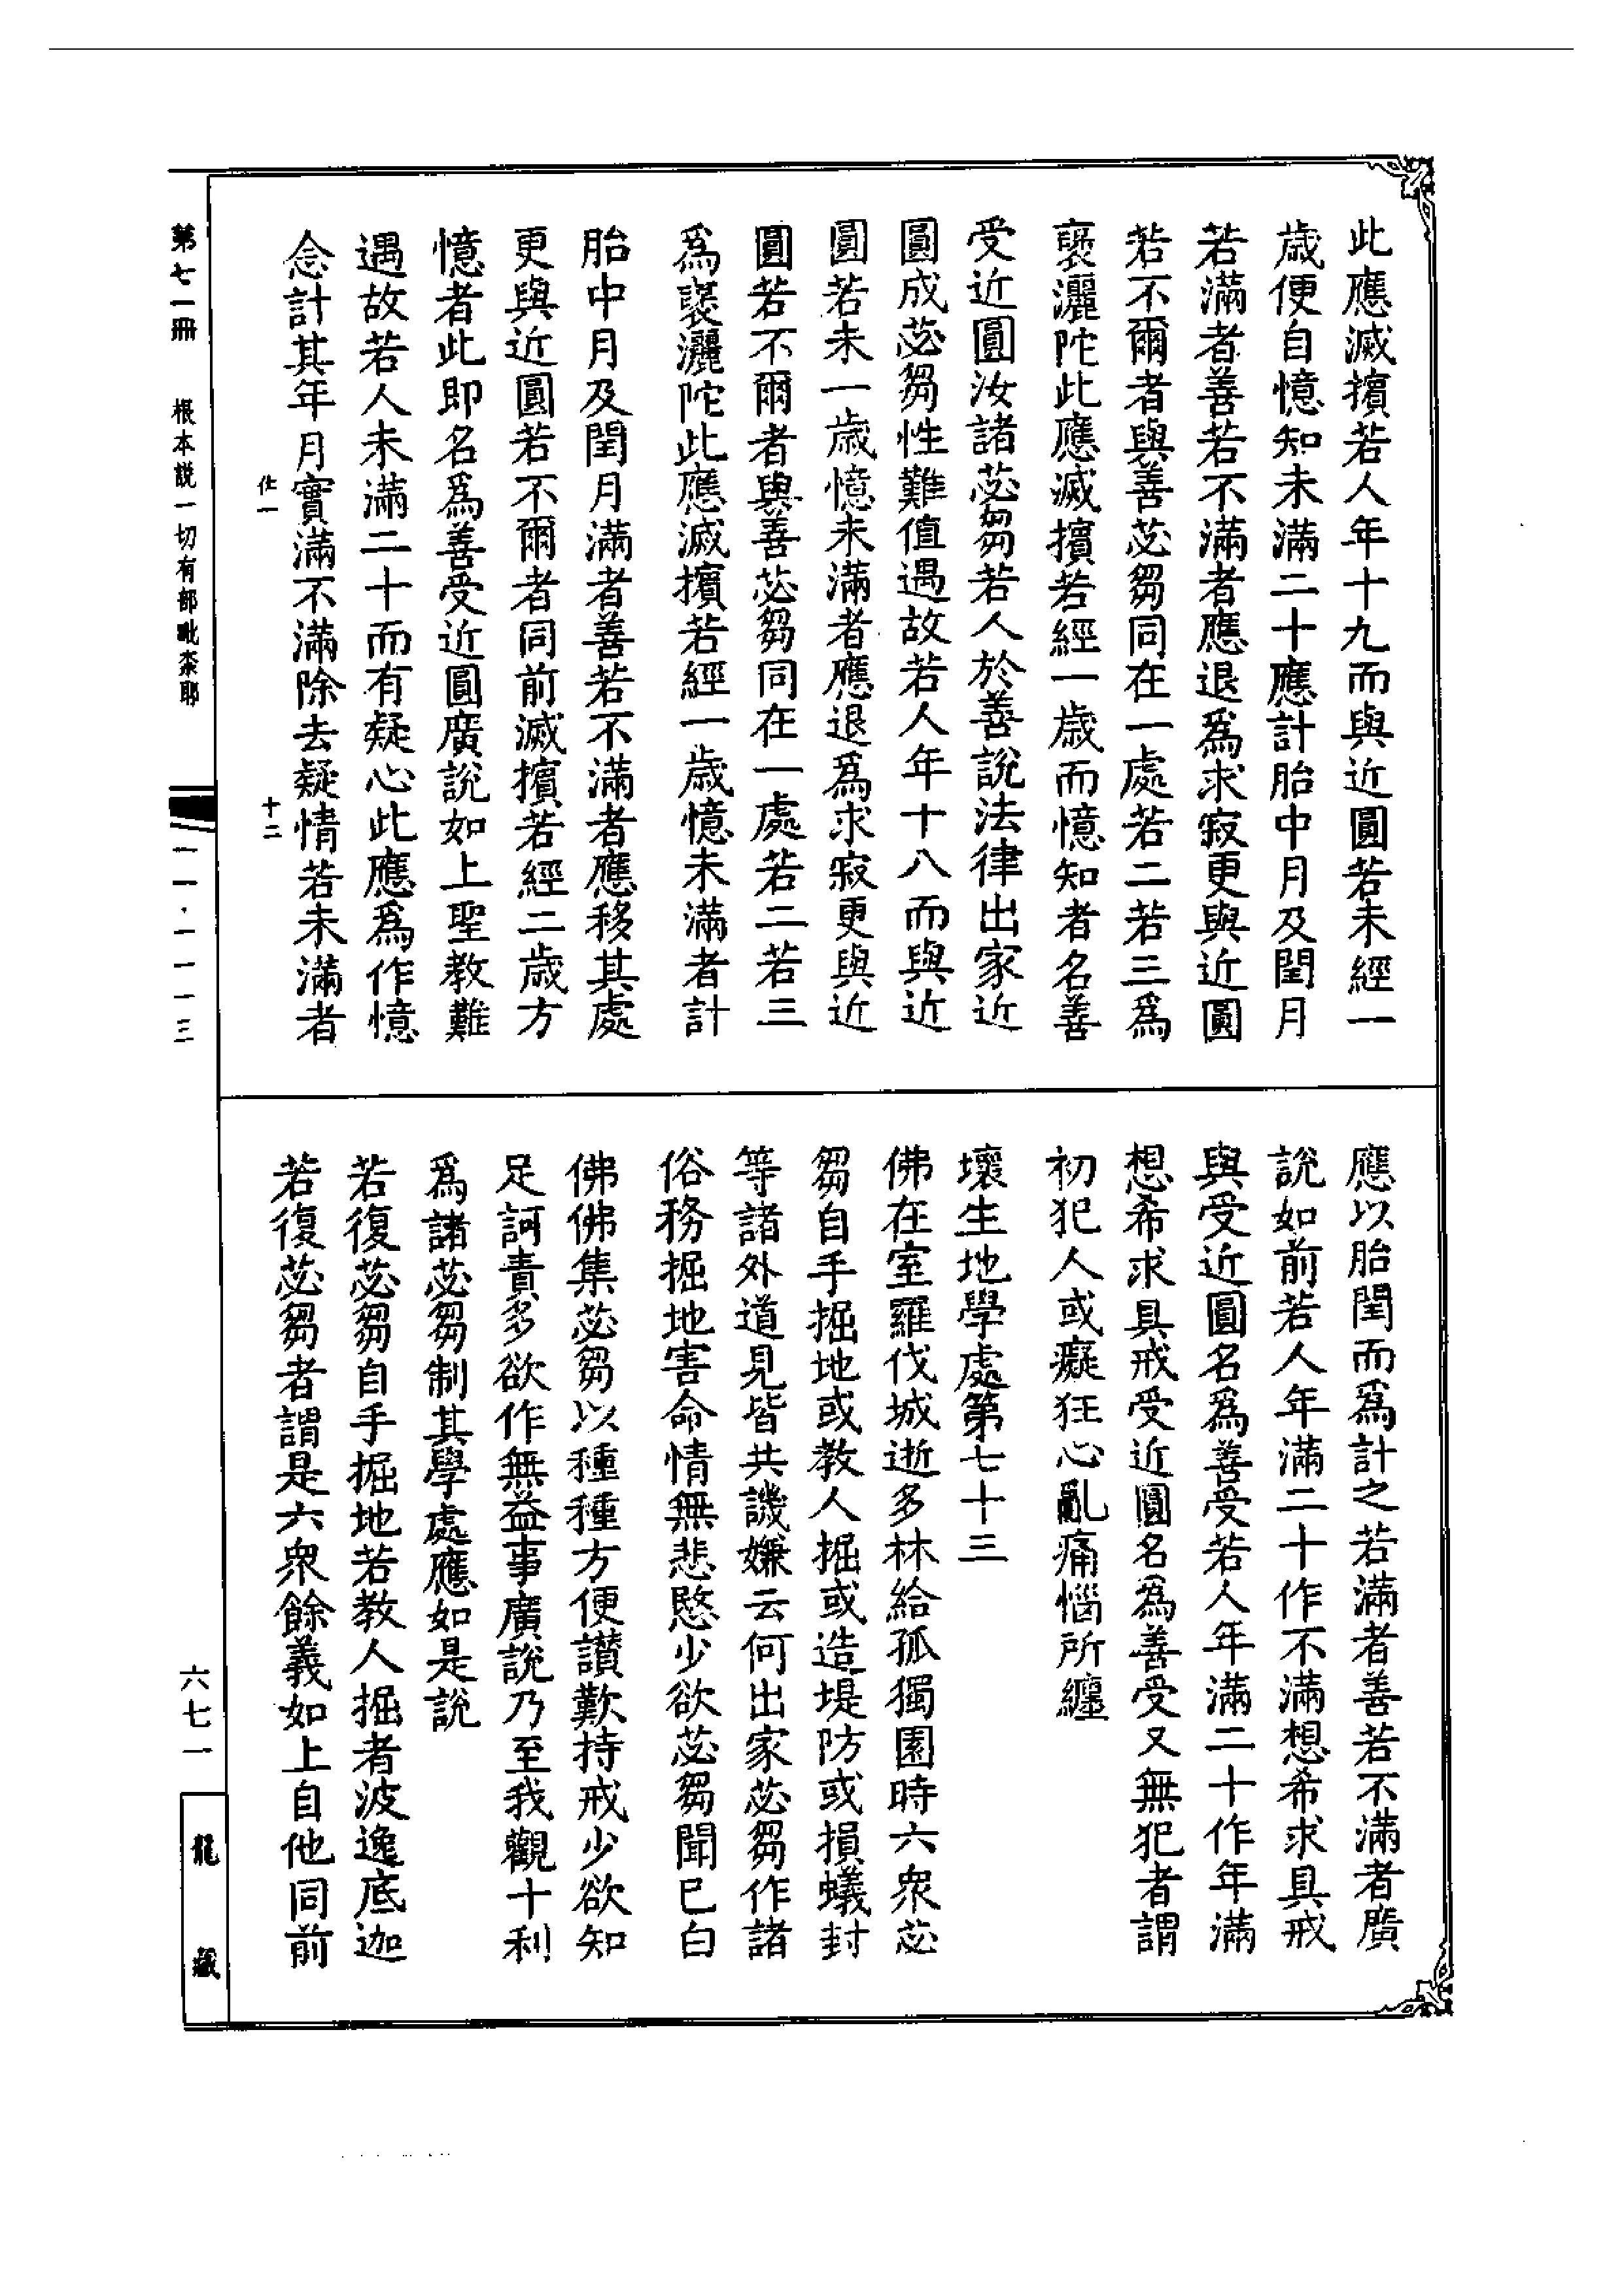 此應滅擯若人年十九而與近圓若未經一
歳便自憶知未滿二十應計胎中月及閏月
若滿者善若不滿者應退爲求寂更與近圓
若不爾者與善苾芻同在一處若二若三爲
褒灑陀此應滅擯若經一歳而憶知者名善
受近圓汝諸苾芻若人於善說法律出家近
圓成苾芻性難值遇故若人年十八而與近
圓若未一歳憶未滿者應退爲求寂更與近
圓若不爾者與善苾芻同在一處若二若三
爲褒灑陀此應滅擯若經一歳憶未滿者計
胎中月及閏月滿者善若不滿者應移其處
更與近圓若不爾者同前滅擯若經二歳方
憶者此即名爲善受近圓廣說如上聖教難
遇故若人未滿二十而有疑心此應爲作憶
念計其年月實滿不滿除去疑情若未滿者
仕一
十二
應以胎閏而爲計之若滿者善若不滿者廣
說如前若人年滿二十作不滿想希求具戒
與受近圓名爲善受若人年滿二十作年滿
想希求具戒受近圓名爲善受又無犯者謂
初犯人或癡狂心亂痛惱所纏
壞生地學處第七十三
佛在室羅伐城逝多林給孤獨園時六衆苾
芻自手掘地或教人掘或造堤防或損蟻封
等諸外道見皆共譏嫌云何出家苾芻作諸
俗務掘地害命情無悲愍少欲苾芻聞已白
佛佛集苾芻以種種方便讃歎持戒少欲知
足訶責多欲作無益事廣說乃至我觀十利
爲諸苾芻制其學處應如是說
若復苾芻自手掘地若教人掘者波逸底迦
若復苾芻者謂是六衆餘義如上自他同前
第七一冊
根本說一切有部毗柰耶
一一·一一一三
六七一
龍藏